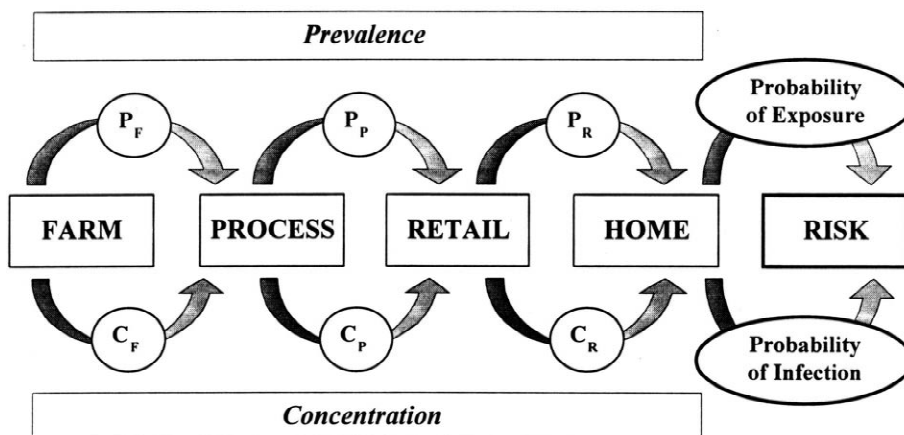 Prevalence
P_F
P_P
P_R
Probability
of Exposure
FARM
PROCESS
RETAIL
HOME
RISK
C_F
C_P
C_R
Probability
of Infection
Concentration